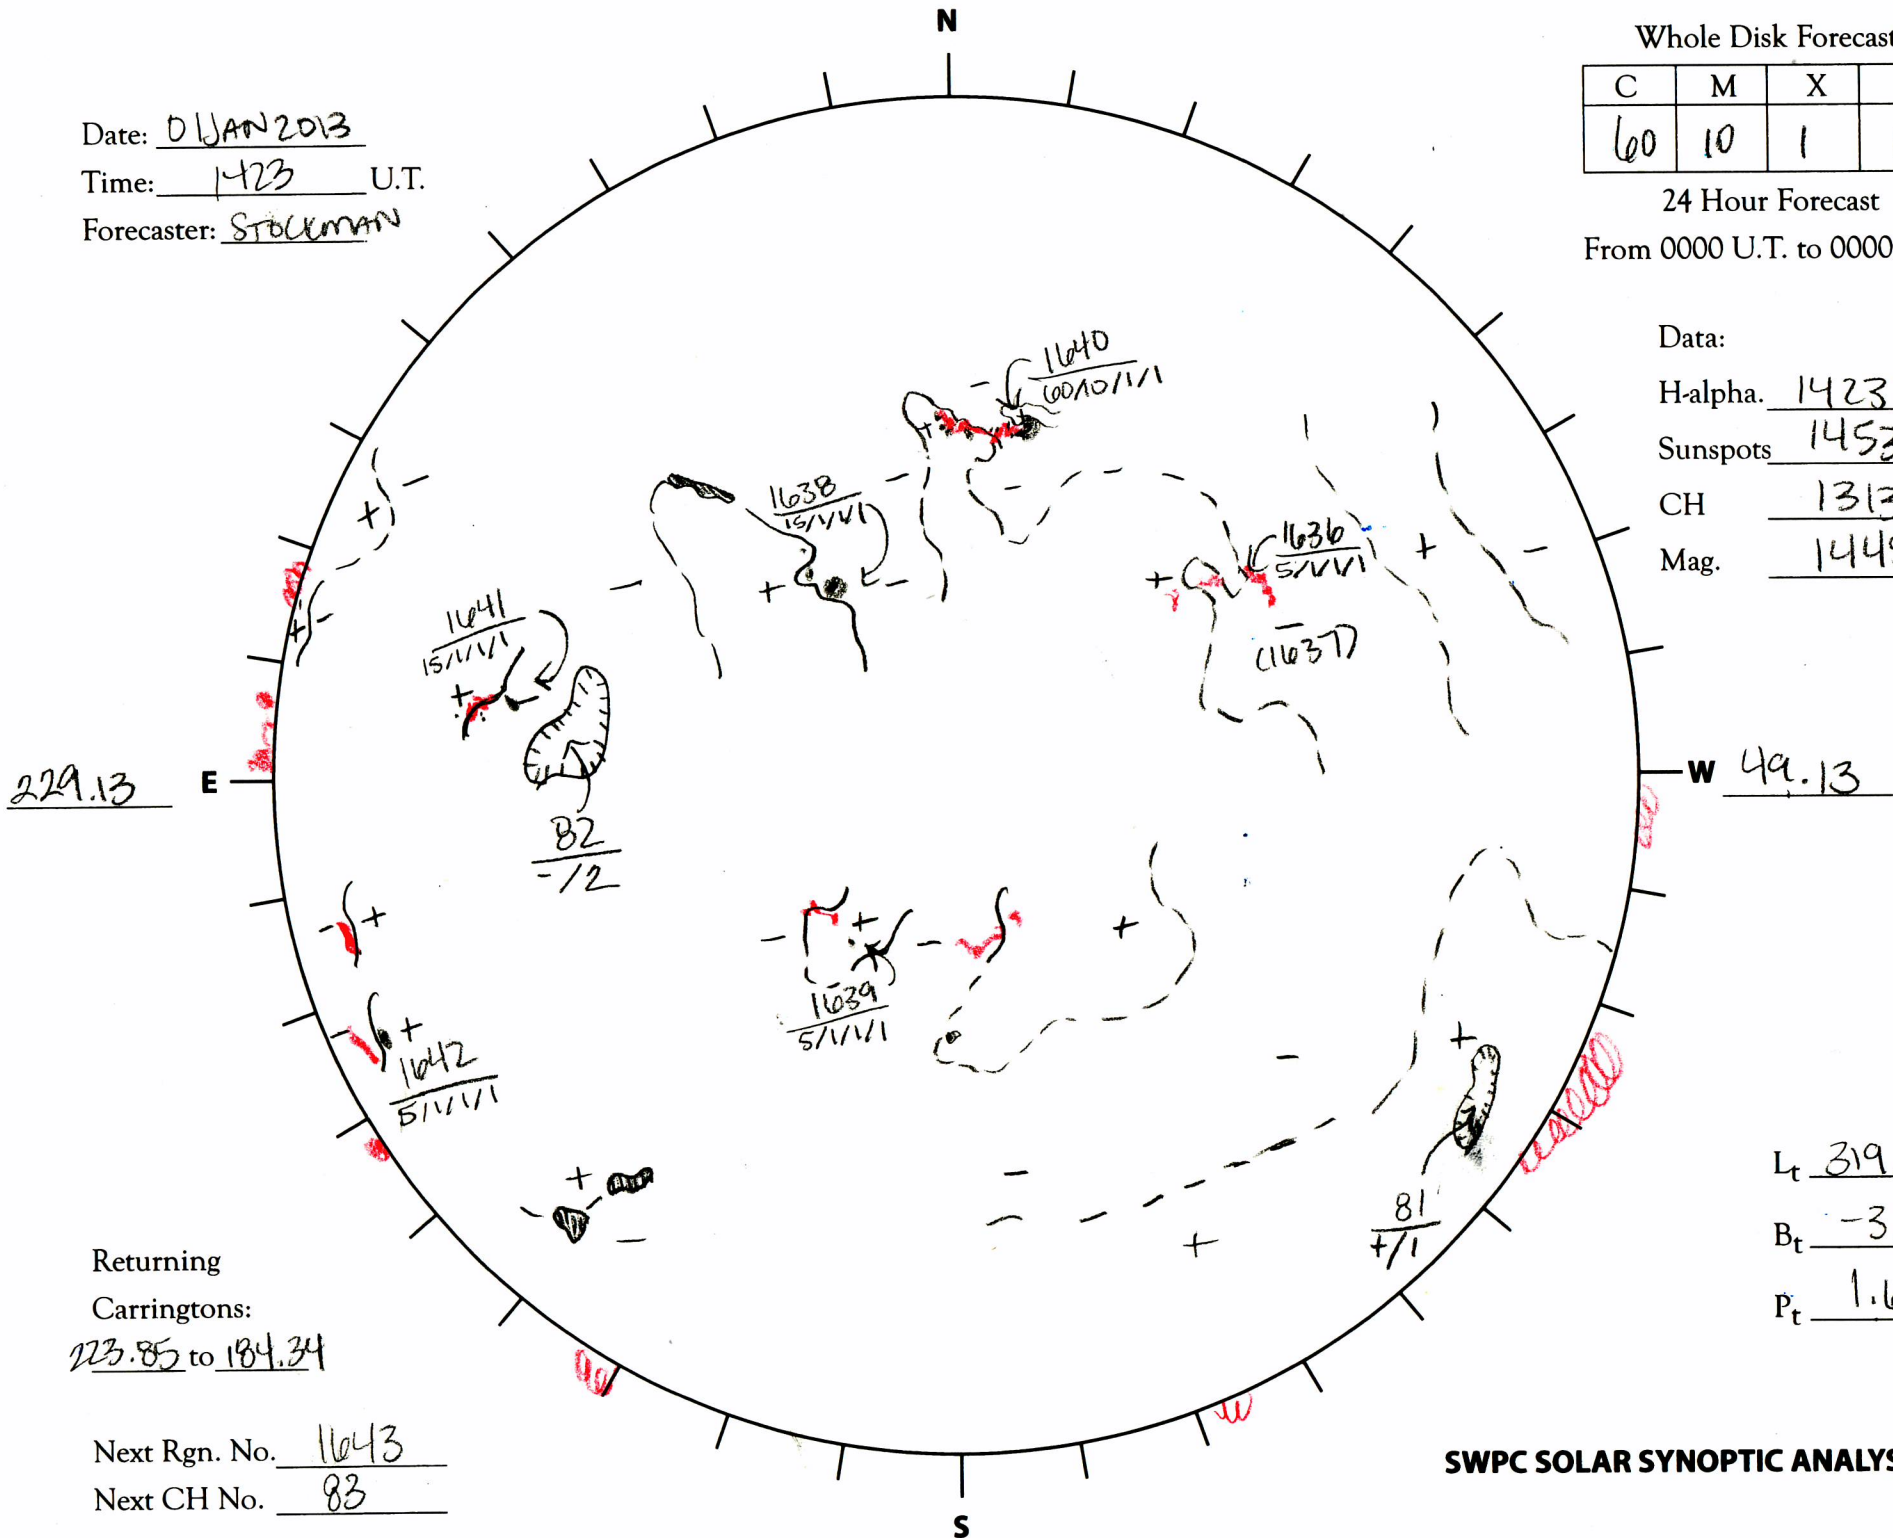 N
Whole Disk Forecast
C M X
60 10 1
24 Hour Forecast
From 0000 U.T. to 0000
Date: 01JAN2013
Time: 1423 U.T.
Forecaster: STOCKMAN
Data:
H-alpha. 1423
Sunspots 1453
CH 1313
Mag. 144
1640
60/10/1/1
1638
15/1/1/1
1636
5/1/1/1
(1637)
1641
15/1/1/1
229.13 E
W 49.13
82
-/2
1639
5/1/1/1
1642
5/1/1/1
81
+/1
Lt 319
Bt -3
Pt 1.6
Returning
Carringtons:
223.85 to 184.34
Next Rgn. No. 1643
Next CH No. 83
SWPC SOLAR SYNOPTIC ANALYS
S